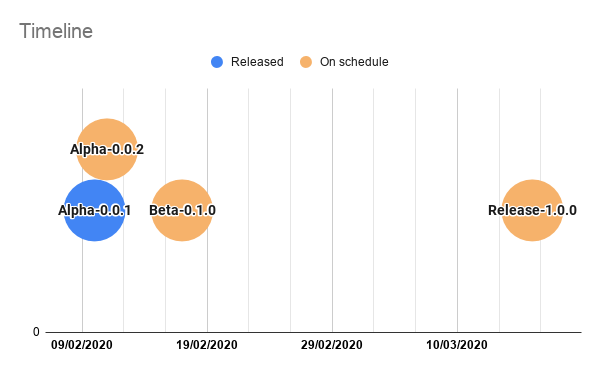 Timeline
Released
On schedule
Alpha-0.0.2
Alpha-0.0.1
Beta-0.1.0
Release-1.0.0
0
09/02/2020
19/02/2020
29/02/2020
10/03/2020